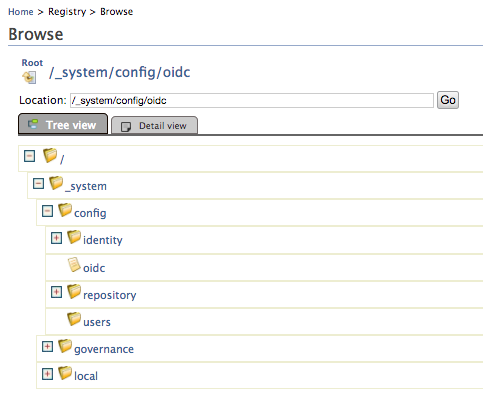 Home > Registry > Browse
Browse
Root
/_system/config/oidc
Location: /_system/config/oidc Go
Tree view Detail view
/
_system
config
identity
oidc
repository
users
governance
local